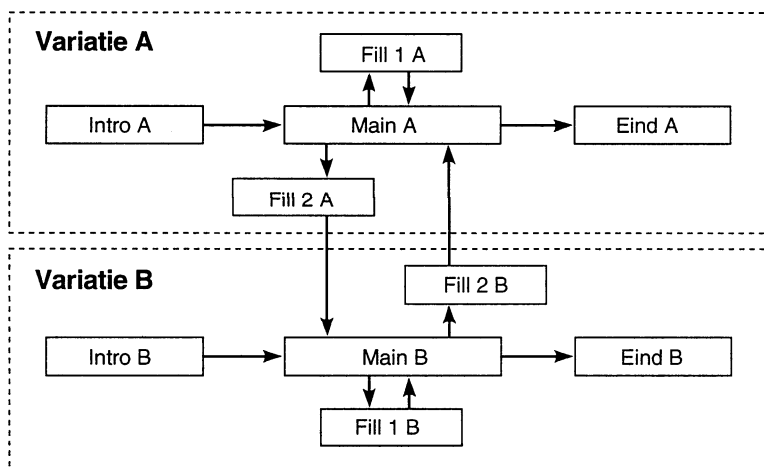 Variatie A
Fill 1 A
Intro A
Main A
Eind A
Fill 2 A
Variatie B
Fill 2 B
Intro B
Main B
Eind B
Fill 1 B